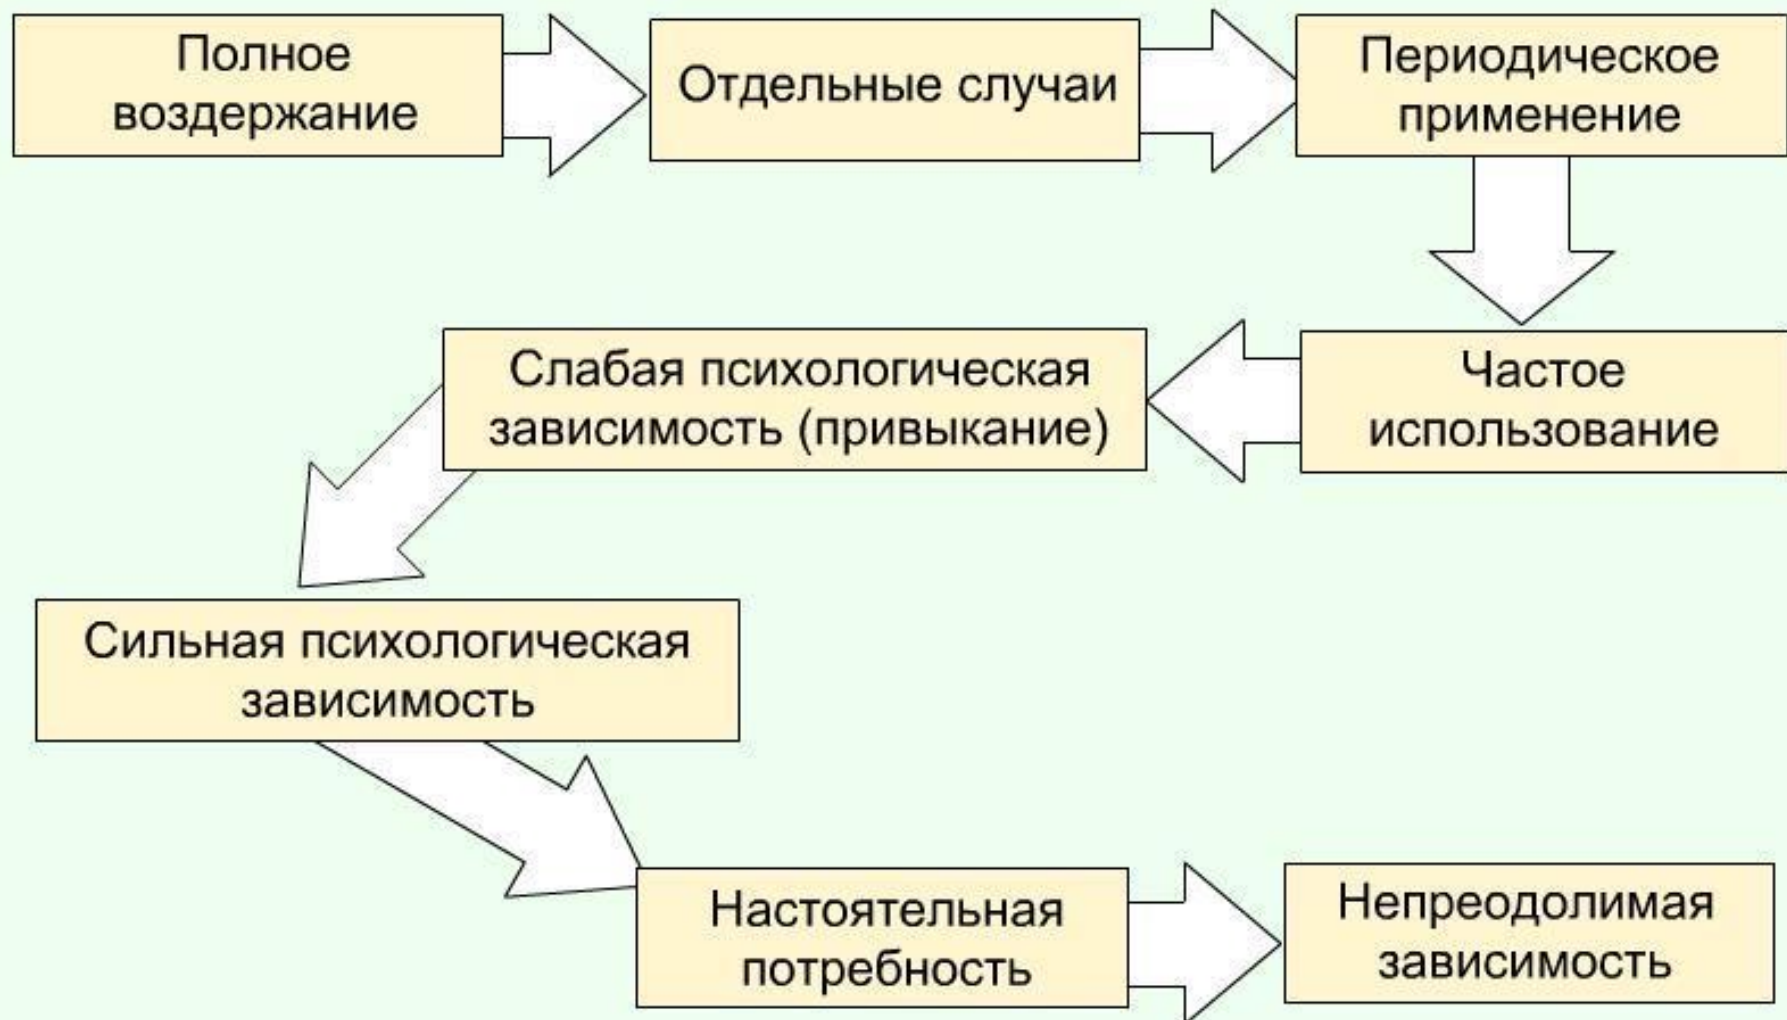 Полное
воздержание
Отдельные случаи
Периодическое
применение
Частое
использование
Слабая психологическая
зависимость (привыкание)
Сильная психологическая
зависимость
Настоятельная
потребность
Непреодолимая
зависимость